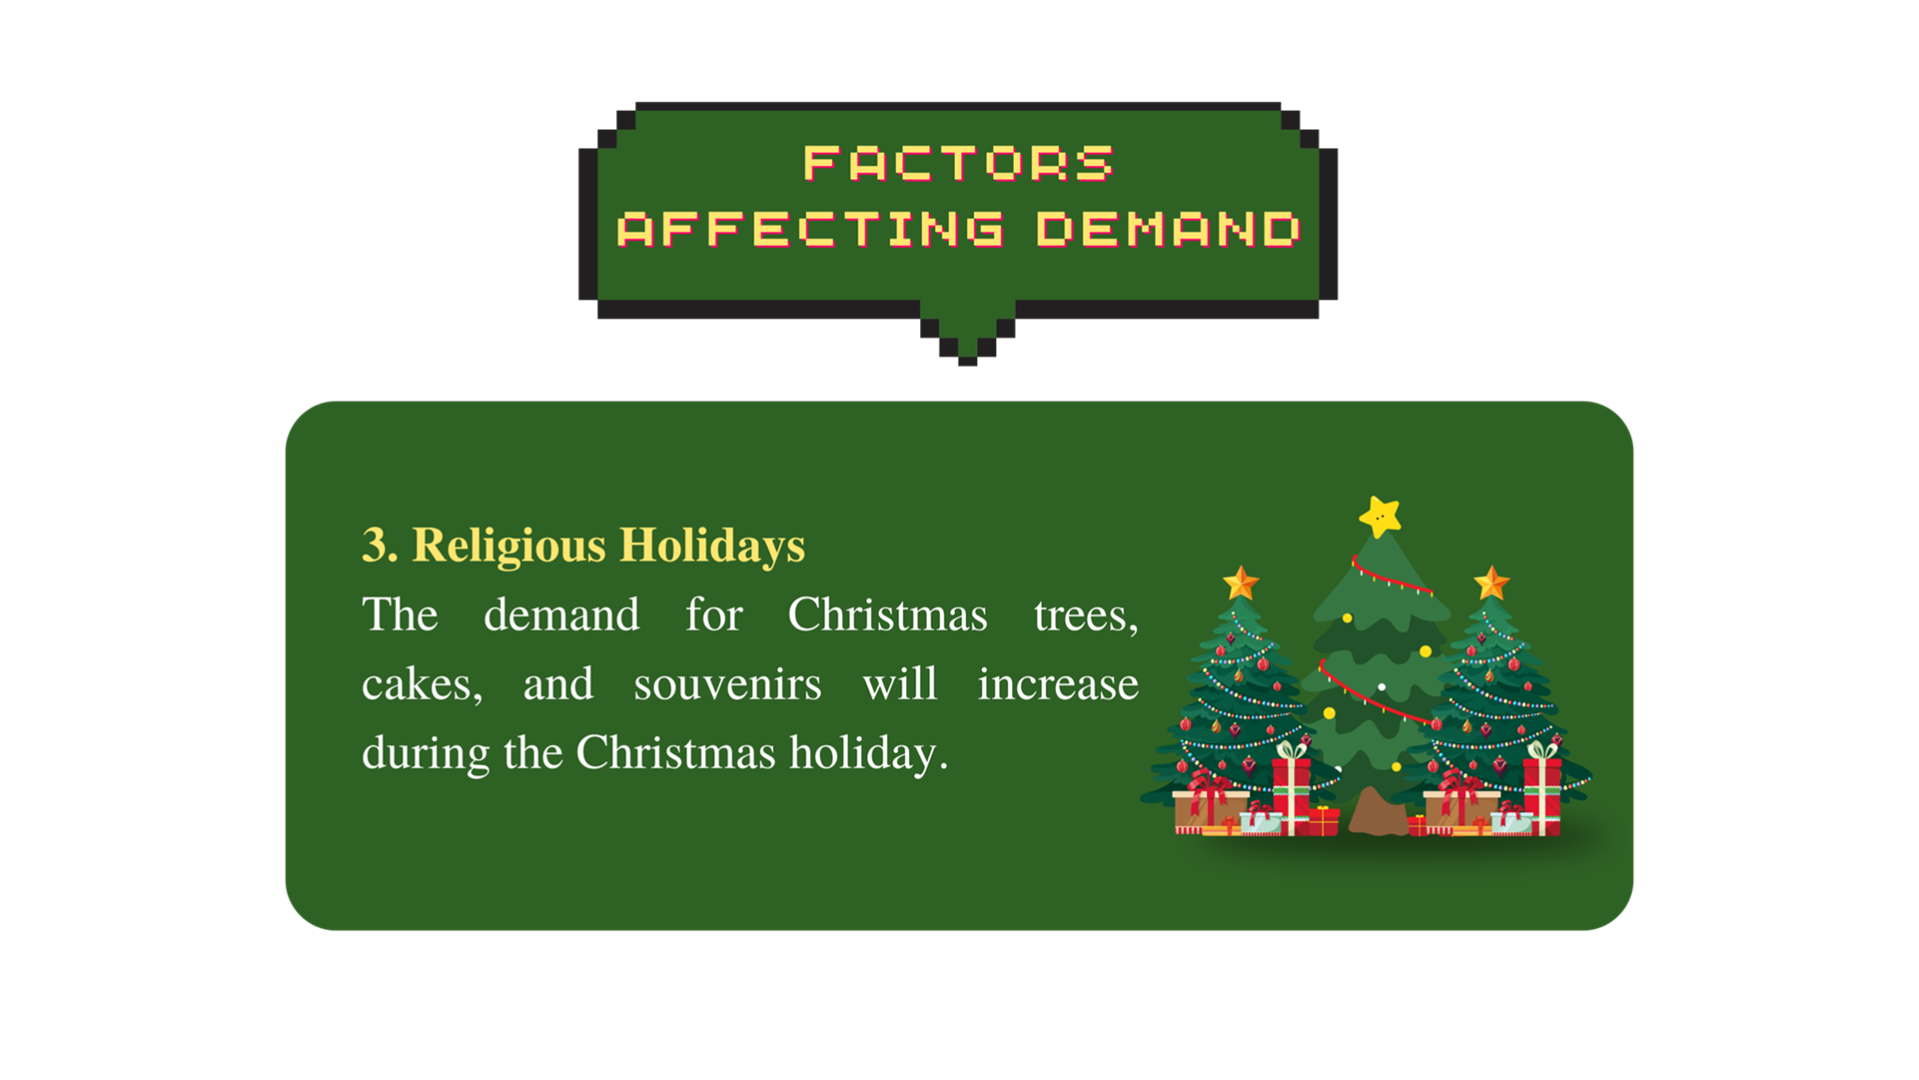 FACTORS
AFFECTING DEMAND
3. Religious Holidays
The demand for Christmas trees,
cakes, and souvenirs will increase
during the Christmas holiday.